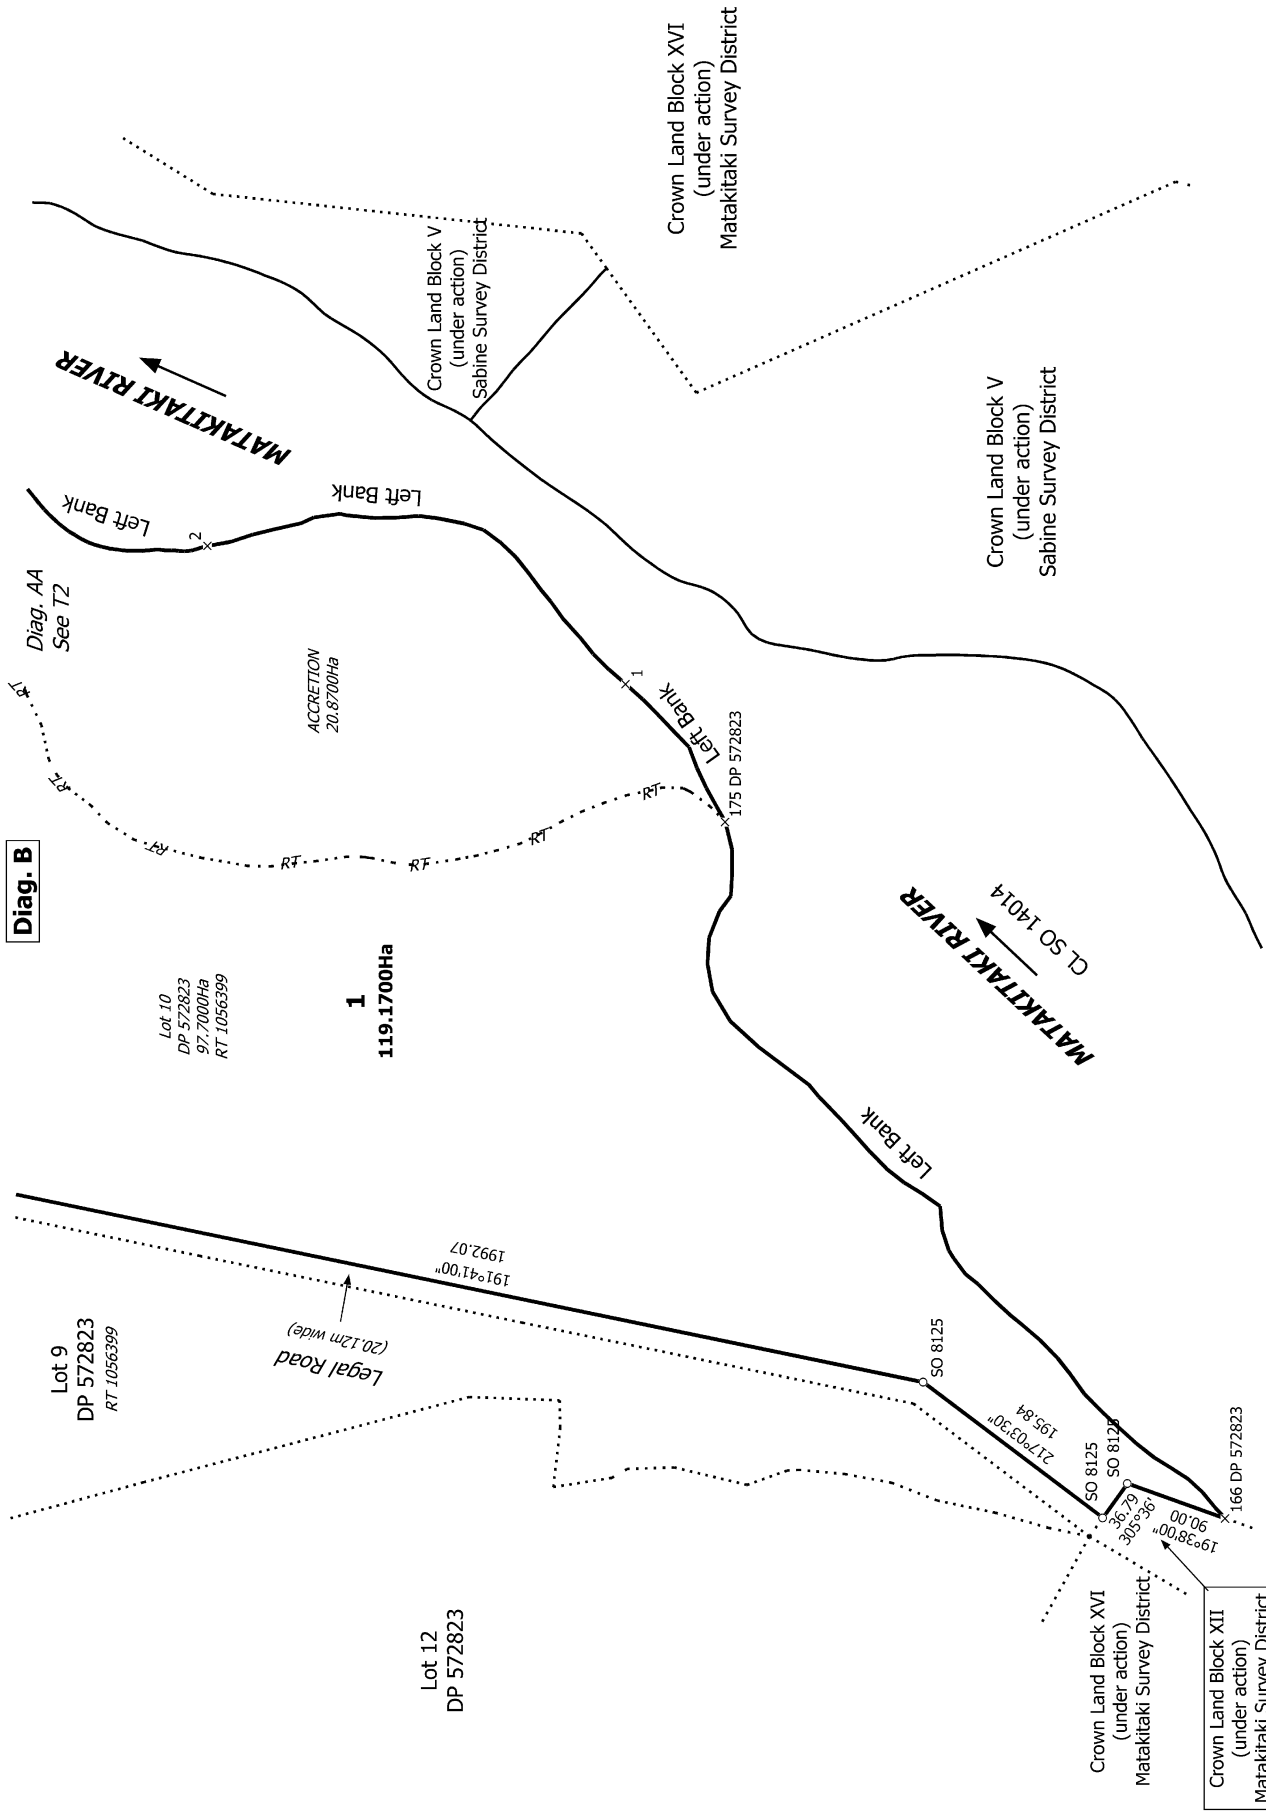 Diag. B
Lot 9
DP 572823
RT 1056399
Lot 12
DP 572823
Legal Road
(20.12m wide)
191°41'00"
1992.07
Lot 10
DP 572823
97.7000Ha
RT 1056399
1
119.1700Ha
RT
RT
RT
RT
RT
RT
RT
ACCRETION
20.8700Ha
Diag. AA
See T2
Left Bank
2
Left Bank
1
Left Bank
175 DP 572823
Left Bank
MATAKITAKI RIVER
MATAKITAKI RIVER
CL SO 14014
Crown Land Block V
(under action)
Sabine Survey District
Crown Land Block XVI
(under action)
Matakitaki Survey District
Crown Land Block V
(under action)
Sabine Survey District
SO 8125
217°03'30"
195.84
SO 8125
SO 8125
36.79
305°36'
19°38'00"
90.00
166 DP 572823
Crown Land Block XVI
(under action)
Matakitaki Survey District
Crown Land Block XII
(under action)
Matakitaki Survey District